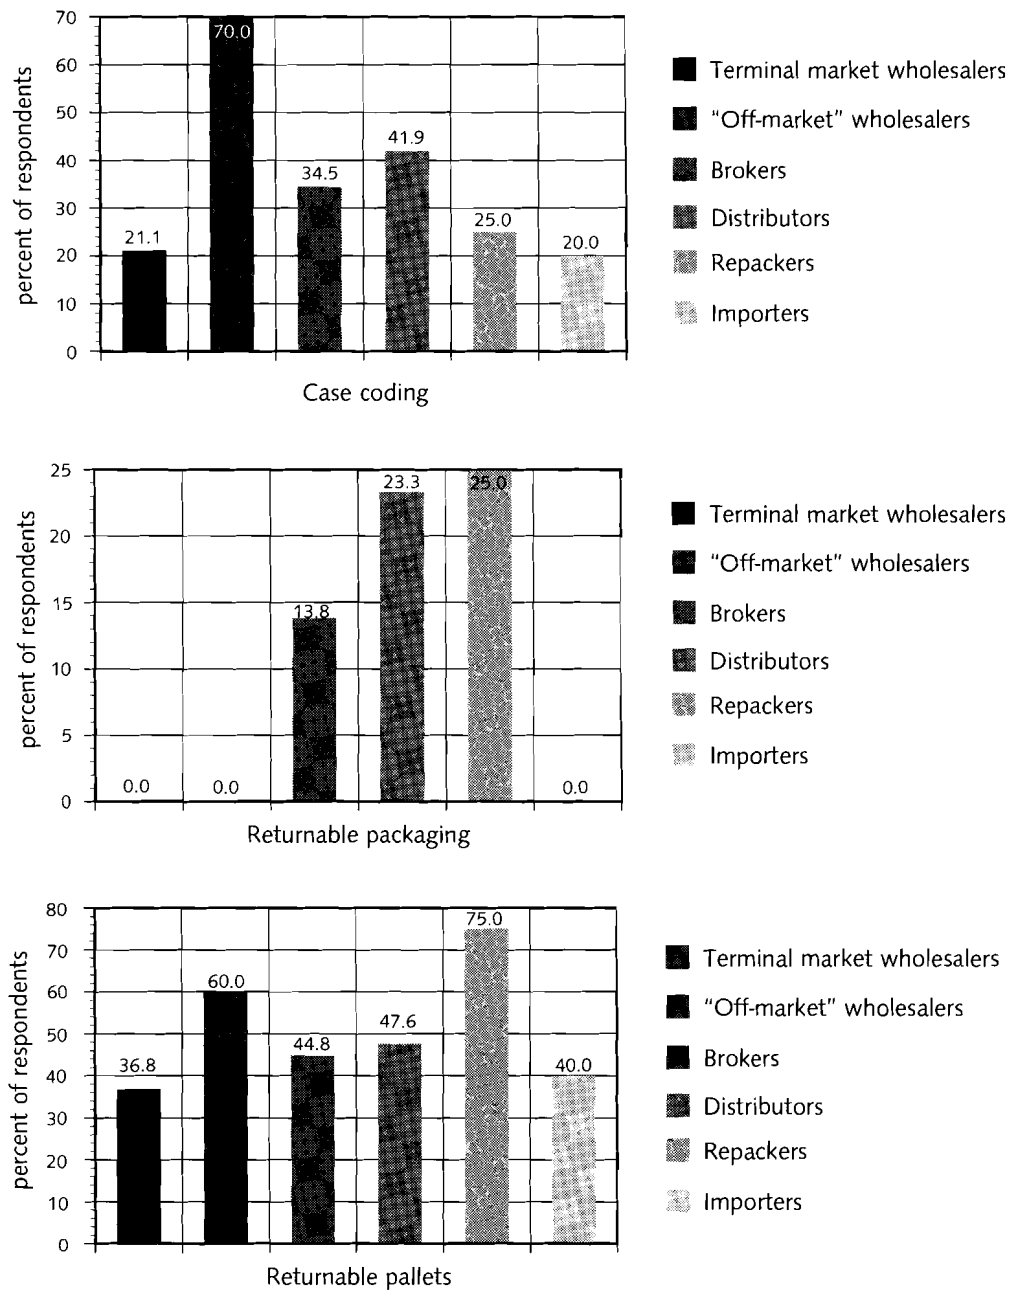 percent of respondents
70
60
50
40
30
20
10
0
21.1
70.0
34.5
41.9
25.0
20.0
Case coding
Terminal market wholesalers
“Off-market” wholesalers
Brokers
Distributors
Repackers
Importers
percent of respondents
25
20
15
10
5
0
0.0
0.0
13.8
23.3
25.0
0.0
Returnable packaging
Terminal market wholesalers
“Off-market” wholesalers
Brokers
Distributors
Repackers
Importers
percent of respondents
80
70
60
50
40
30
20
10
0
36.8
60.0
44.8
47.6
75.0
40.0
Returnable pallets
Terminal market wholesalers
“Off-market” wholesalers
Brokers
Distributors
Repackers
Importers